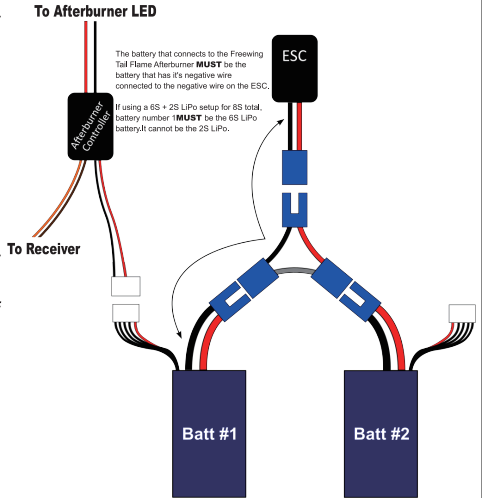 To Afterburner LED
The battery that connects to the Freewing
Tail Flame Afterburner MUST be the
battery that has it's negative wire
connected to the negative wire on the ESC.
If using a 6S + 2S LiPo setup for 8S total,
battery number 1MUST be the 6S LiPo
battery.It cannot be the 2S LiPo.
ESC
Afterburner
Controller
To Receiver
Batt #1
Batt #2